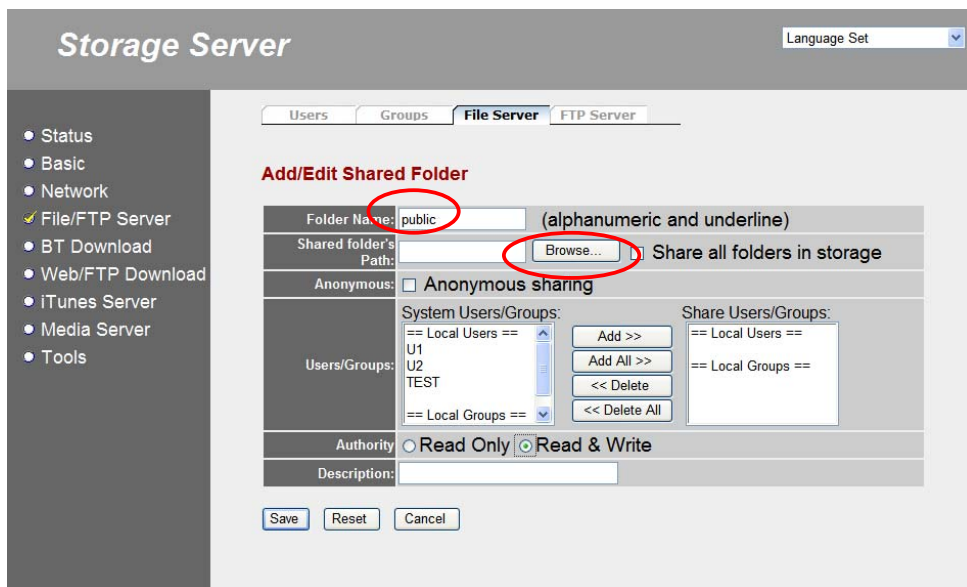 Storage Server
Language Set
Users Groups File Server FTP Server
Status
Basic
Network
File/FTP Server
BT Download
Web/FTP Download
iTunes Server
Media Server
Tools
Add/Edit Shared Folder
Folder Name: public (alphanumeric and underline)
Shared folder's Path: Browse... Share all folders in storage
Anonymous: Anonymous sharing
Users/Groups:
System Users/Groups:
== Local Users ==
U1
U2
TEST
== Local Groups ==
Add >>
Add All >>
<< Delete
<< Delete All
Share Users/Groups:
== Local Users ==
== Local Groups ==
Authority Read Only Read & Write
Description:
Save Reset Cancel